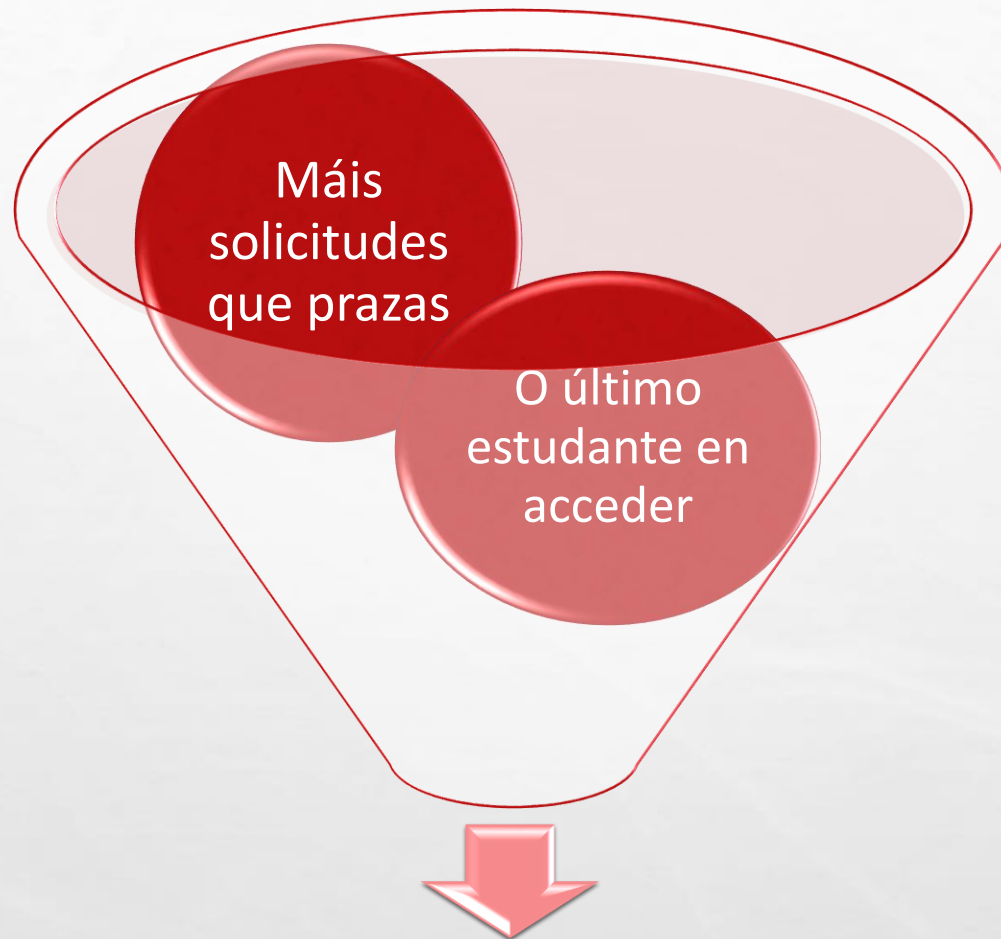 Máis
solicitudes
que prazas
O último
estudante en
acceder